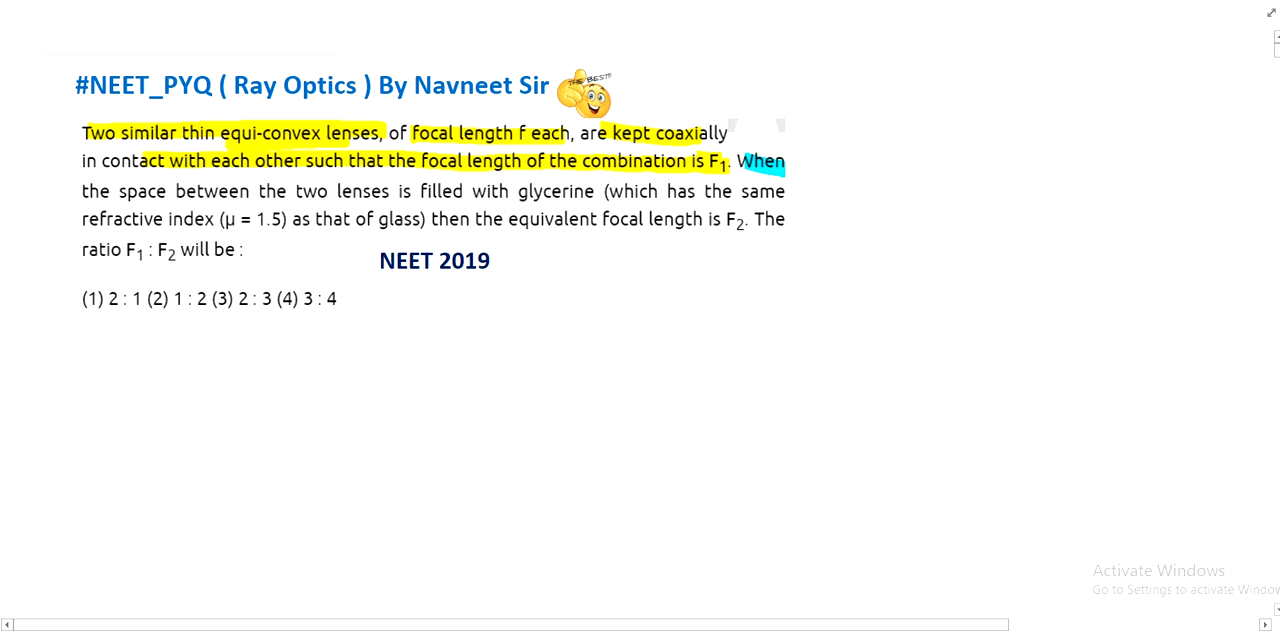 #NEET_PYQ ( Ray Optics ) By Navneet Sir
THE BEST!!!
Two similar thin equi-convex lenses, of focal length f each, are kept coaxially
in contact with each other such that the focal length of the combination is F₁. When
the space between the two lenses is filled with glycerine (which has the same
refractive index (μ = 1.5) as that of glass) then the equivalent focal length is F₂. The
ratio F₁ : F₂ will be :
NEET 2019
(1) 2 : 1 (2) 1 : 2 (3) 2 : 3 (4) 3 : 4
Activate Windows
Go to Settings to activate Window